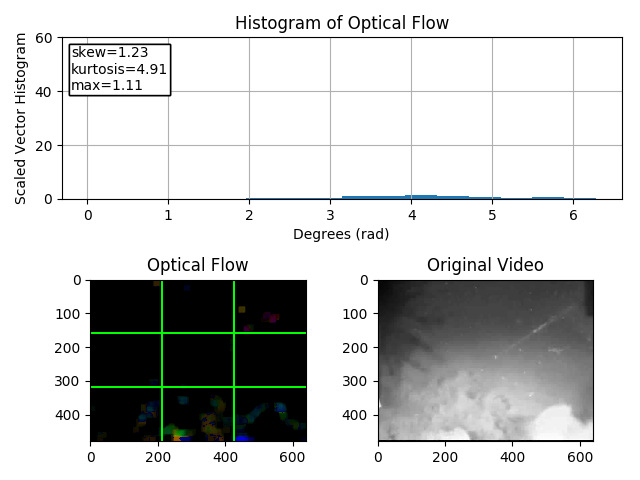 Histogram of Optical Flow
Scaled Vector Histogram
60
40
20
0
skew=1.23
kurtosis=4.91
max=1.11
0 1 2 3 4 5 6
Degrees (rad)
Optical Flow
0
100
200
300
400
0 200 400 600
Original Video
0
100
200
300
400
0 200 400 600